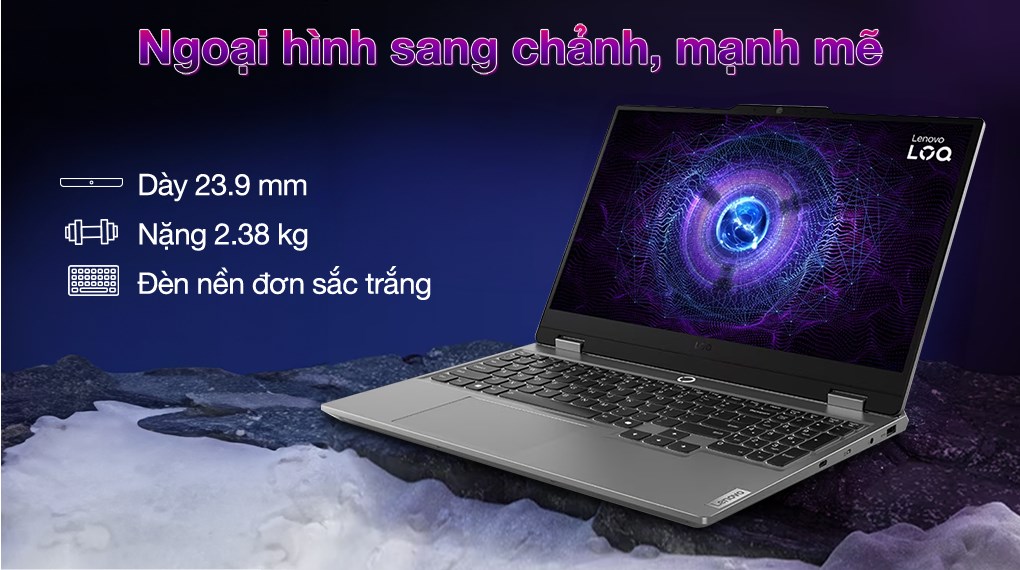 Ngoại hình sang chảnh, mạnh mẽ
Lenovo
LOQ
Dày 23.9 mm
Nặng 2.38 kg
Đèn nền đơn sắc trắng
LOQ
Lenovo